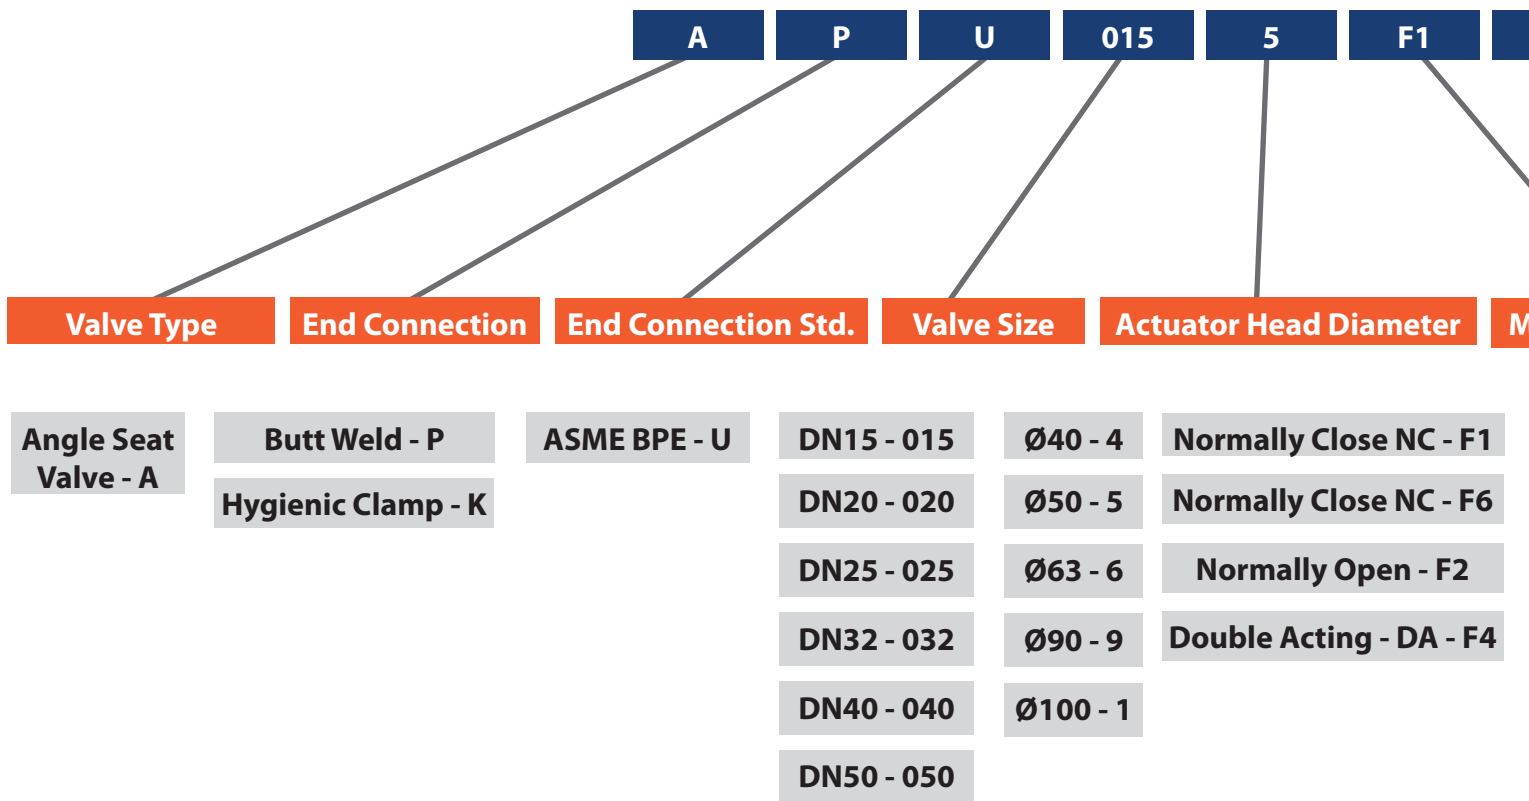 A P U 015 5 F1
Valve Type End Connection End Connection Std. Valve Size Actuator Head Diameter M
Angle Seat
Valve - A
Butt Weld - P
Hygienic Clamp - K
ASME BPE - U
DN15 - 015
DN20 - 020
DN25 - 025
DN32 - 032
DN40 - 040
DN50 - 050
Ø40 - 4
Ø50 - 5
Ø63 - 6
Ø90 - 9
Ø100 - 1
Normally Close NC - F1
Normally Close NC - F6
Normally Open - F2
Double Acting - DA - F4